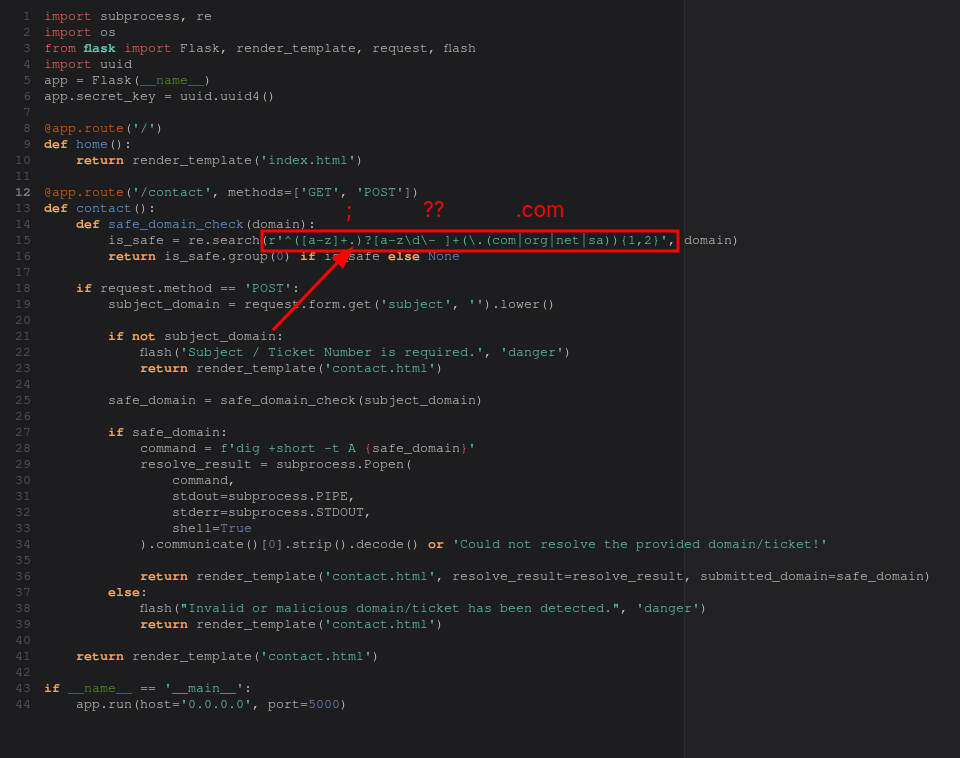 1 import subprocess, re
2 import os
3 from flask import Flask, render_template, request, flash
4 import uuid
5 app = Flask(__name__)
6 app.secret_key = uuid.uuid4()
7
8 @app.route('/')
9 def home():
10     return render_template('index.html')
11
12 @app.route('/contact', methods=['GET', 'POST'])
13 def contact():
; ?? .com
14     def safe_domain_check(domain):
15         is_safe = re.search(r'^([a-z]+.)?[a-z\d\- ]+(\.(com|org|net|sa)){1,2}', domain)
16         return is_safe.group(0) if is_safe else None
17
18     if request.method == 'POST':
19         subject_domain = request.form.get('subject', '').lower()
20
21         if not subject_domain:
22             flash('Subject / Ticket Number is required.', 'danger')
23             return render_template('contact.html')
24
25         safe_domain = safe_domain_check(subject_domain)
26
27         if safe_domain:
28             command = f'dig +short -t A {safe_domain}'
29             resolve_result = subprocess.Popen(
30                 command,
31                 stdout=subprocess.PIPE,
32                 stderr=subprocess.STDOUT,
33                 shell=True
34             ).communicate()[0].strip().decode() or 'Could not resolve the provided domain/ticket!'
35
36             return render_template('contact.html', resolve_result=resolve_result, submitted_domain=safe_domain)
37         else:
38             flash("Invalid or malicious domain/ticket has been detected.", 'danger')
39             return render_template('contact.html')
40
41     return render_template('contact.html')
42
43 if __name__ == '__main__':
44     app.run(host='0.0.0.0', port=5000)